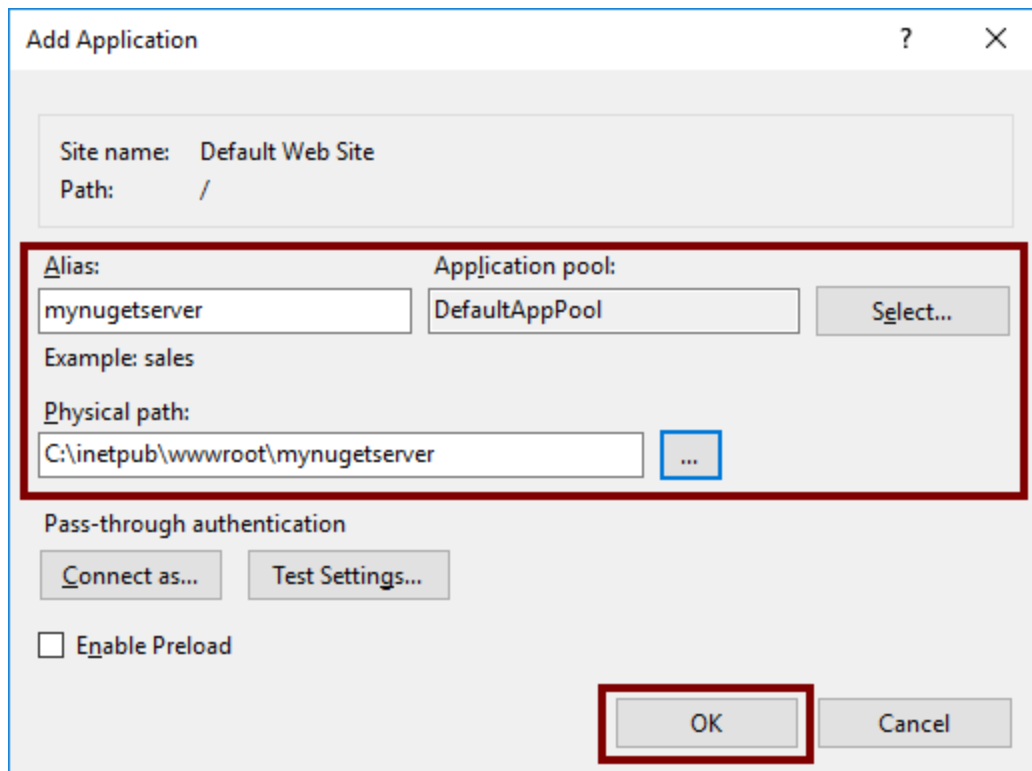 Add Application
?
Site name: Default Web Site
Path: /
Alias:
Application pool:
mynugetserver
DefaultAppPool
Select...
Example: sales
Physical path:
C:\inetpub\wwwroot\mynugetserver
...
Pass-through authentication
Connect as...
Test Settings...
Enable Preload
OK
Cancel